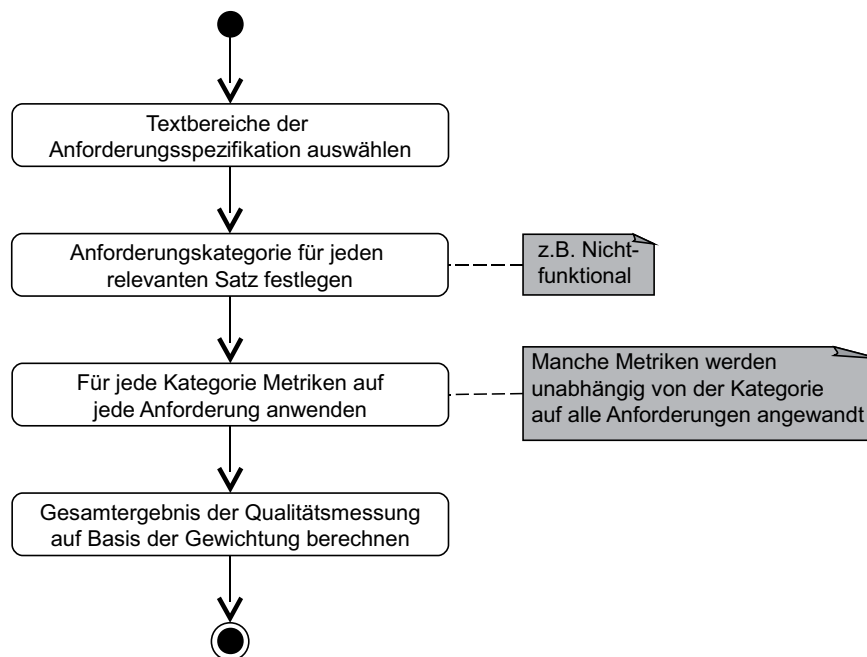 Textbereiche der
Anforderungsspezifikation auswählen
Anforderungskategorie für jeden
relevanten Satz festlegen
z.B. Nicht-
funktional
Für jede Kategorie Metriken auf
jede Anforderung anwenden
Manche Metriken werden
unabhängig von der Kategorie
auf alle Anforderungen angewandt
Gesamtergebnis der Qualitätsmessung
auf Basis der Gewichtung berechnen